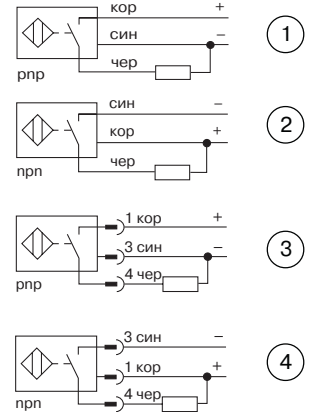 кор +
син –
чер
pnp
1
син –
кор +
чер
npn
2
1 кор +
3 син –
4 чер
pnp
3
3 син –
1 кор +
4 чер
npn
4